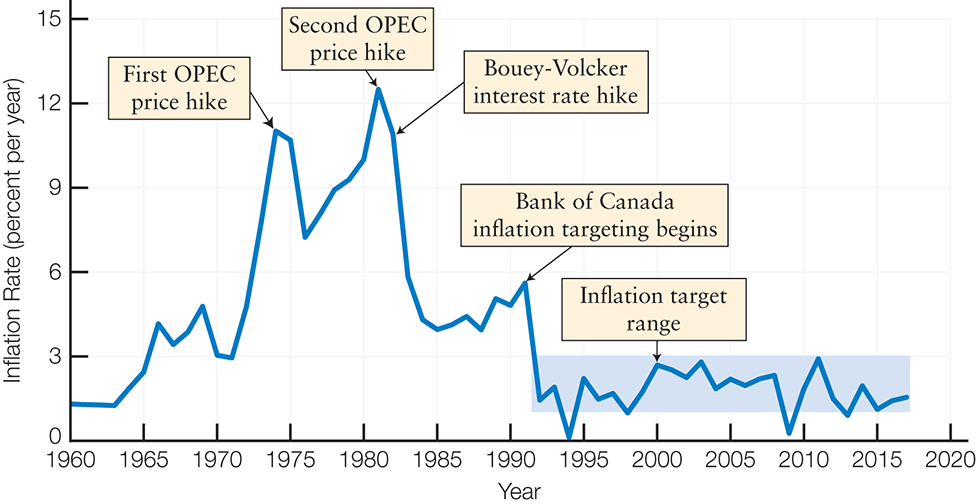 Inflation Rate (percent per year)
15
12
9
6
3
0
First OPEC
price hike
Second OPEC
price hike
Bouey-Volcker
interest rate hike
Bank of Canada
inflation targeting begins
Inflation target
range
1960 1965 1970 1975 1980 1985 1990 1995 2000 2005 2010 2015 2020
Year